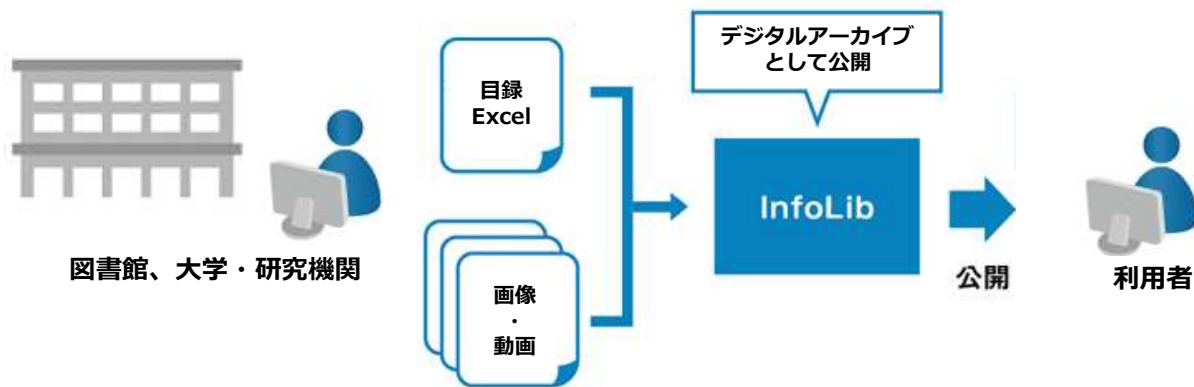 デジタルアーカイブ
として公開
目録
Excel
InfoLib
図書館、大学・研究機関
画像
・
動画
公開
利用者